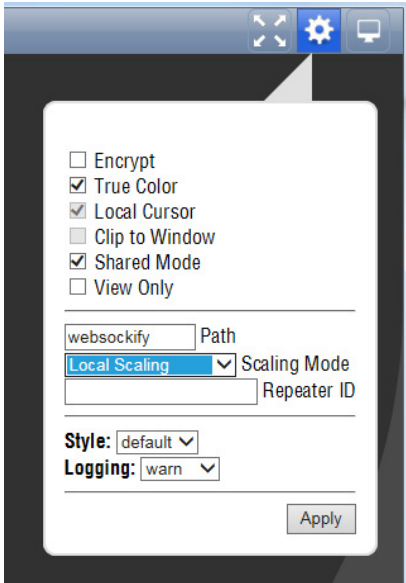 Encrypt
True Color
Local Cursor
Clip to Window
Shared Mode
View Only
websockify Path
Local Scaling Scaling Mode
Repeater ID
Style: default
Logging: warn
Apply